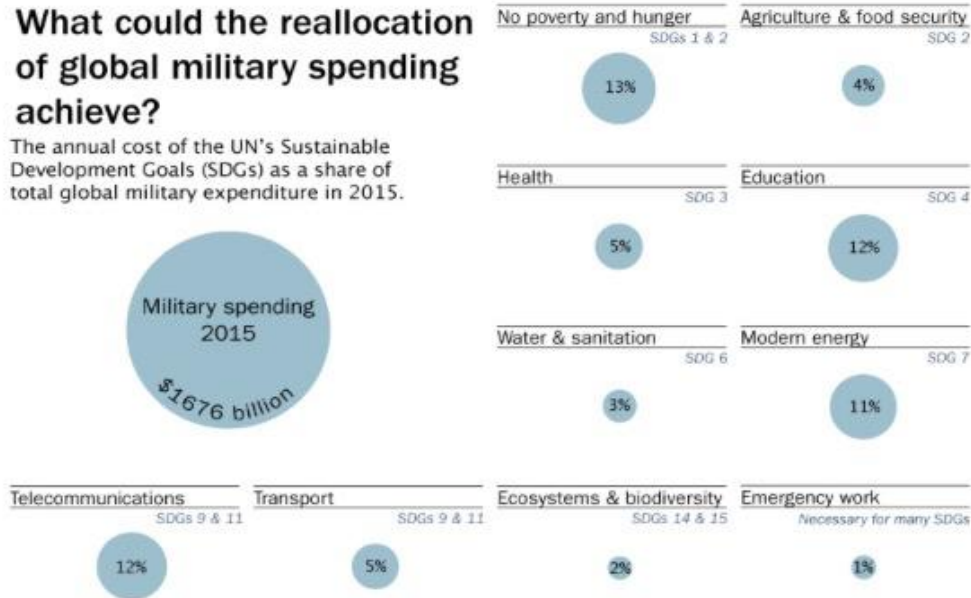 What could the reallocation
of global military spending
achieve?
The annual cost of the UN's Sustainable
Development Goals (SDGs) as a share of
total global military expenditure in 2015.
Military spending
2015
$1676 billion
No poverty and hunger
SDGs 1 & 2
13%
Agriculture & food security
SDG 2
4%
Health
SDG 3
5%
Education
SDG 4
12%
Water & sanitation
SDG 6
3%
Modern energy
SDG 7
11%
Telecommunications
SDGs 9 & 11
12%
Transport
SDGs 9 & 11
5%
Ecosystems & biodiversity
SDGs 14 & 15
2%
Emergency work
Necessary for many SDGs
1%